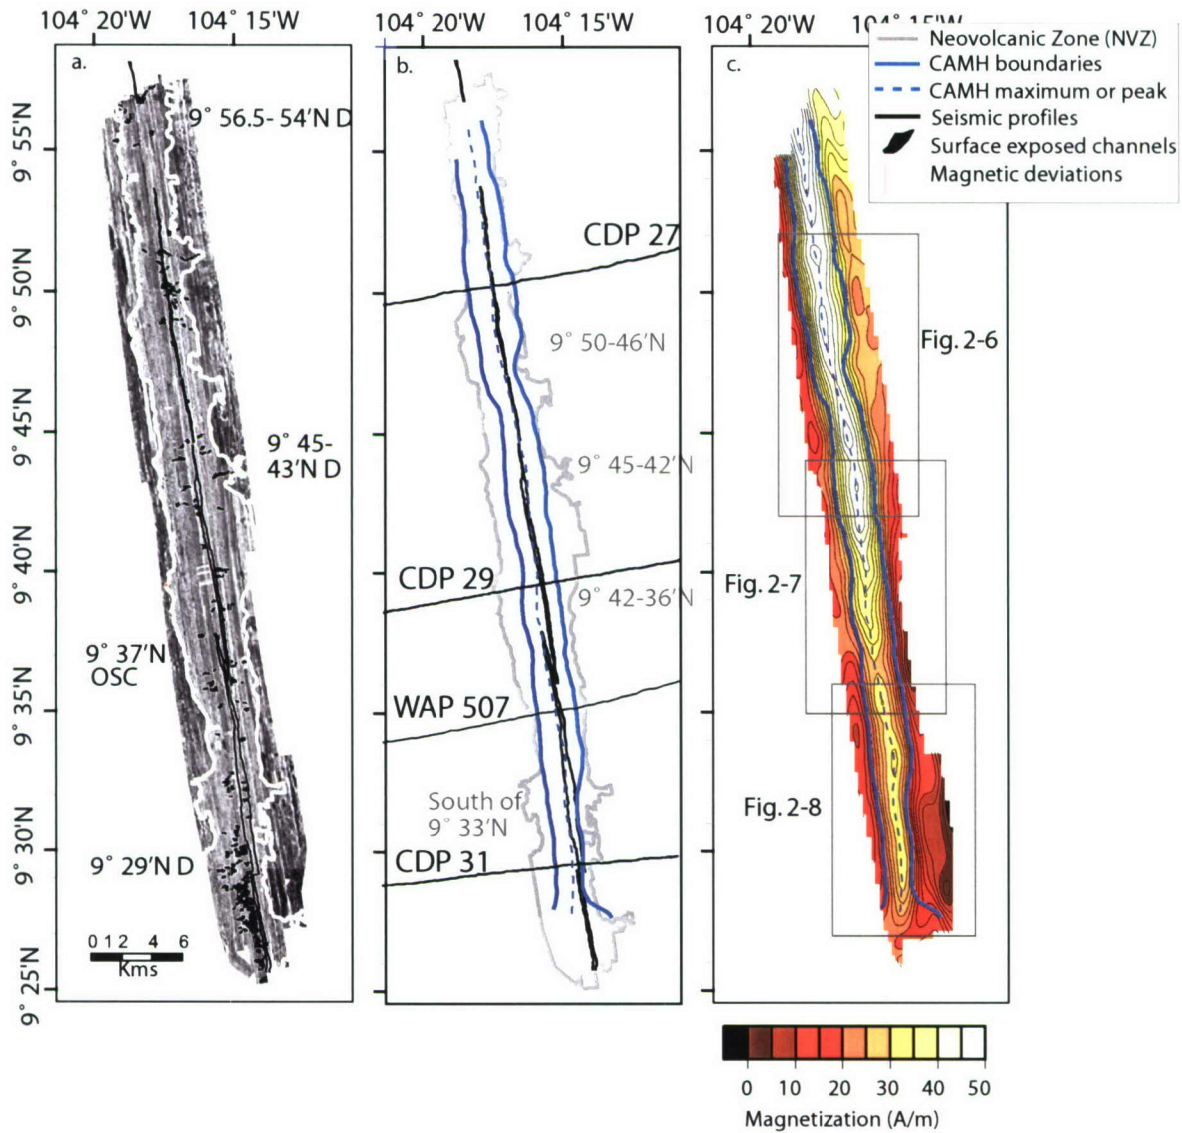 104° 20'W 104° 15'W
104° 20'W 104° 15'W
104° 20'W 104° 15'W
a.
b.
c.
Neovolcanic Zone (NVZ)
CAMH boundaries
CAMH maximum or peak
Seismic profiles
Surface exposed channels
Magnetic deviations
9° 55'N
9° 50'N
9° 45'N
9° 40'N
9° 35'N
9° 30'N
9° 25'N
9° 56.5- 54'N D
9° 45-
43'N D
9° 37'N
OSC
9° 29'N D
0 1 2 4 6
Kms
CDP 27
9° 50-46'N
9° 45-42'N
CDP 29
9° 42-36'N
WAP 507
South of
9° 33'N
CDP 31
Fig. 2-6
Fig. 2-7
Fig. 2-8
0 10 20 30 40 50
Magnetization (A/m)